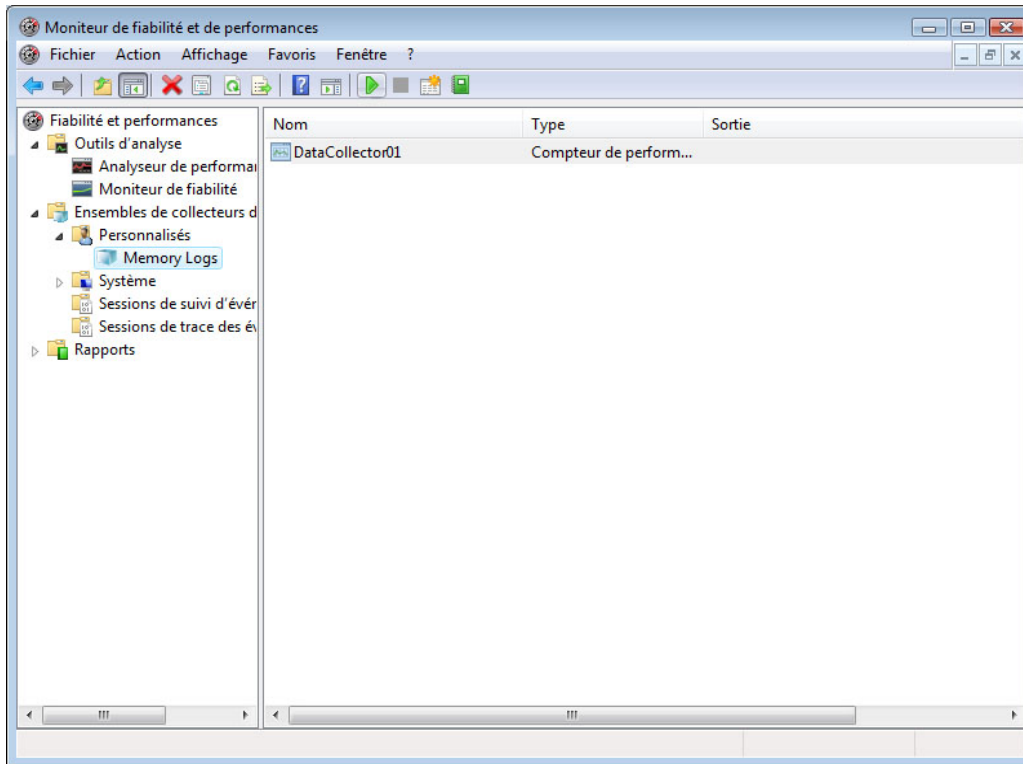 Moniteur de fiabilité et de performances
Fichier Action Affichage Favoris Fenêtre ?
Fiabilité et performances
Outils d'analyse
Analyseur de performa
Moniteur de fiabilité
Ensembles de collecteurs d
Personnalisés
Memory Logs
Système
Sessions de suivi d'évér
Sessions de trace des é
Rapports
Nom Type Sortie
DataCollector01 Compteur de perform...